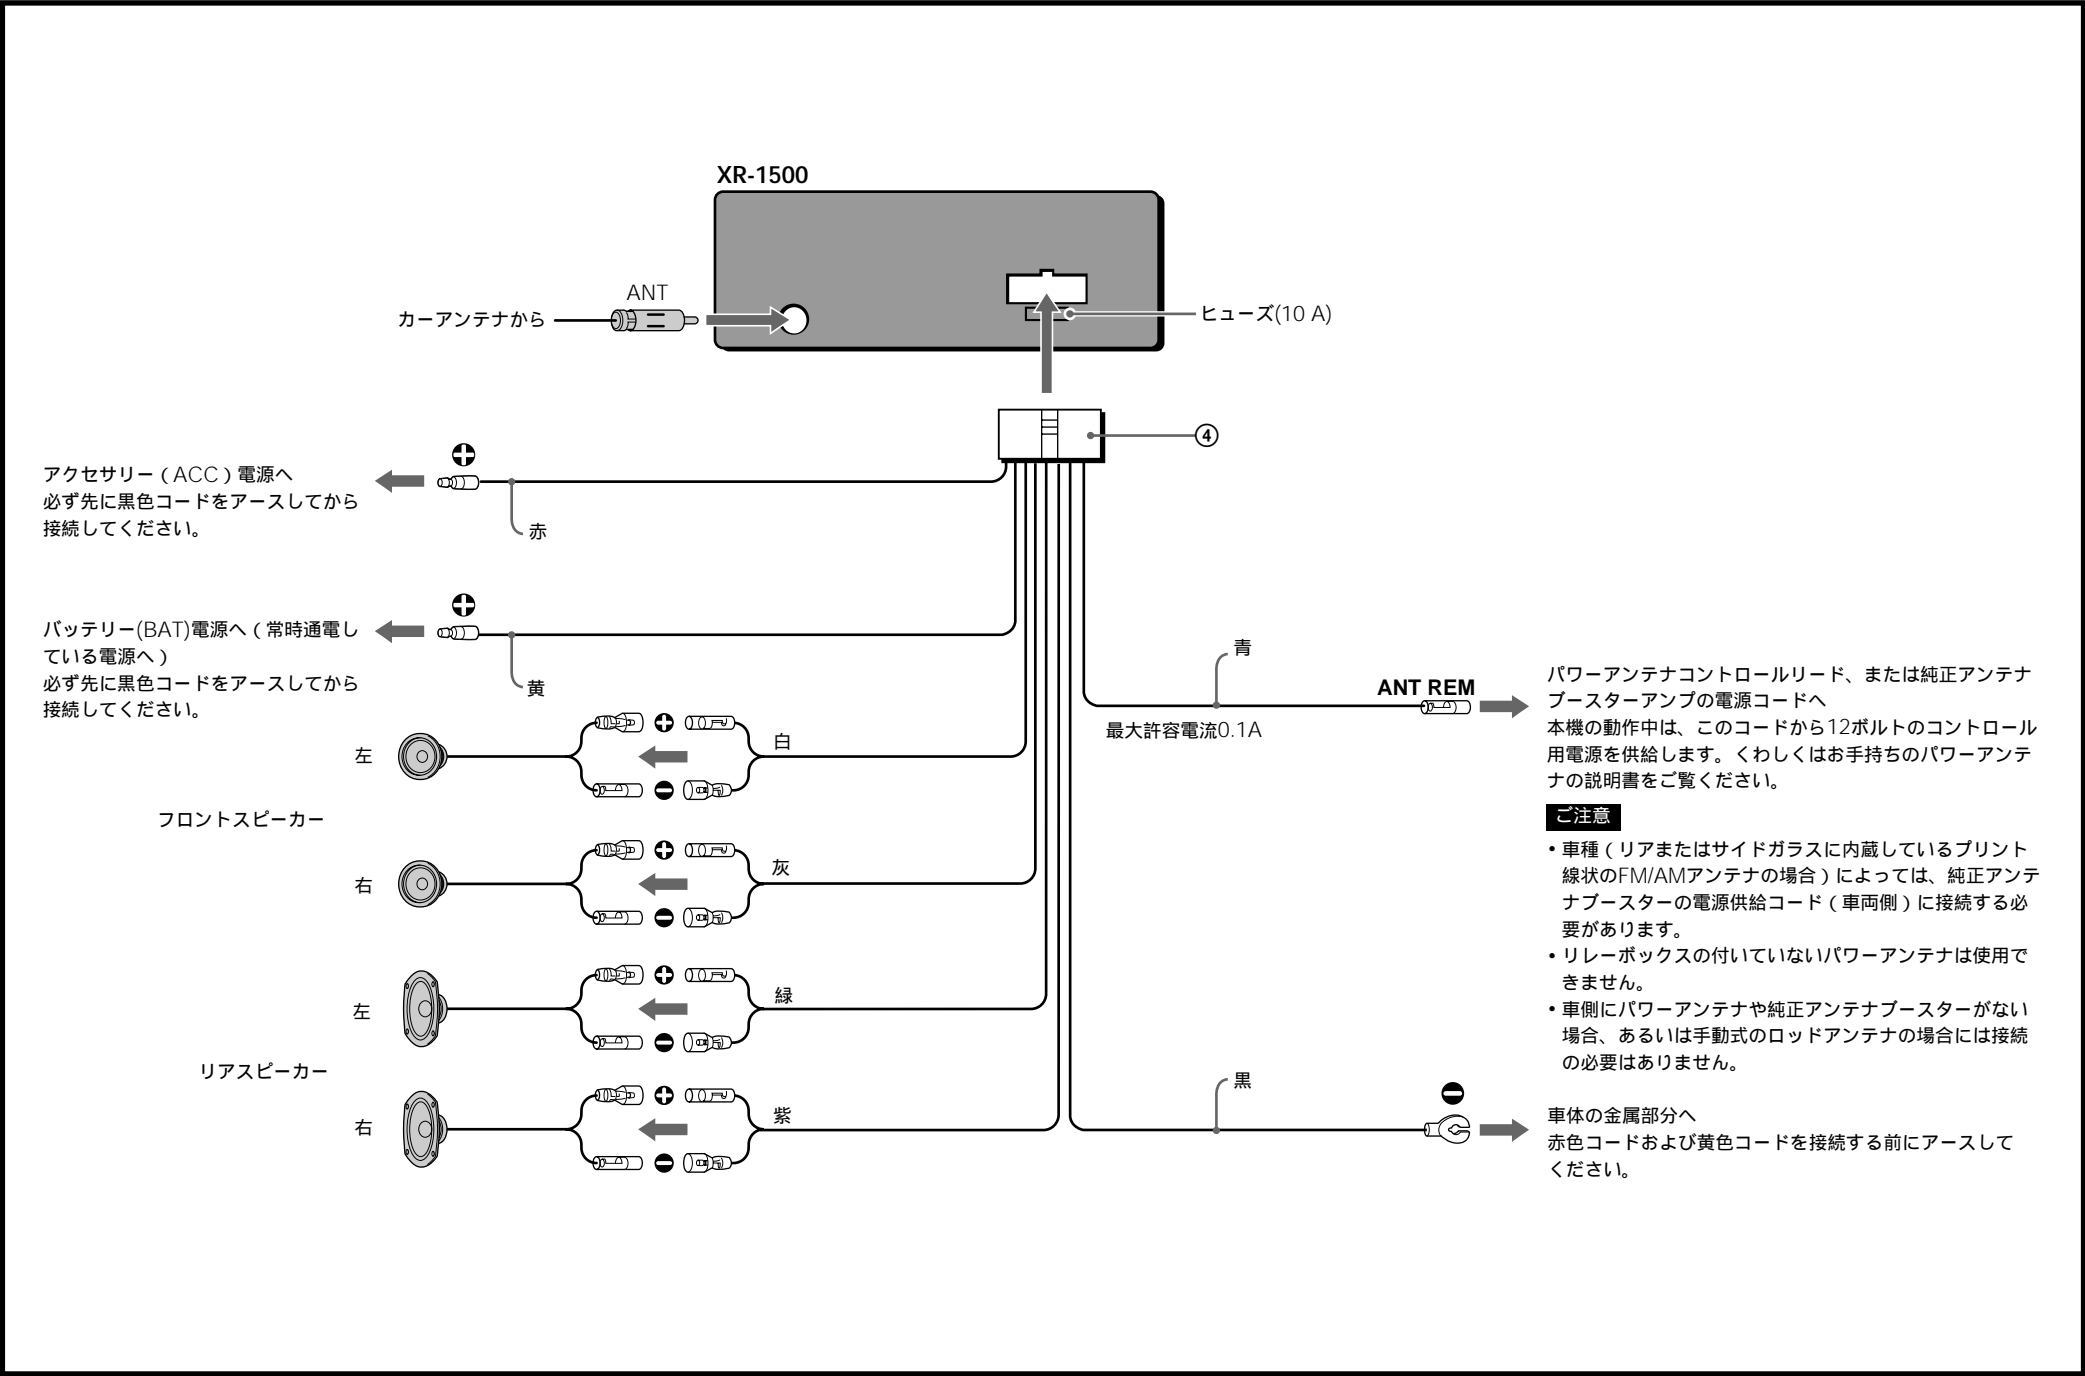 XR-1500
ANT
カーアンテナから
ヒューズ(10 A)
④
アクセサリー（ACC）電源へ
必ず先に黒色コードをアースしてから
接続してください。
赤
バッテリー(BAT)電源へ（常時通電し
ている電源へ）
必ず先に黒色コードをアースしてから
接続してください。
黄
左
白
フロントスピーカー
右
灰
左
緑
リアスピーカー
右
紫
青
ANT REM
最大許容電流0.1A
パワーアンテナコントロールリード、または純正アンテナ
ブースターアンプの電源コードへ
本機の動作中は、このコードから12ボルトのコントロール
用電源を供給します。くわしくはお手持ちのパワーアンテ
ナの説明書をご覧ください。
ご注意
•車種（リアまたはサイドガラスに内蔵しているプリント
線状のFM/AMアンテナの場合）によっては、純正アンテ
ナブースターの電源供給コード（車両側）に接続する必
要があります。
•リレーボックスの付いていないパワーアンテナは使用で
きません。
•車側にパワーアンテナや純正アンテナブースターがない
場合、あるいは手動式のロッドアンテナの場合には接続
の必要はありません。
黒
車体の金属部分へ
赤色コードおよび黄色コードを接続する前にアースして
ください。